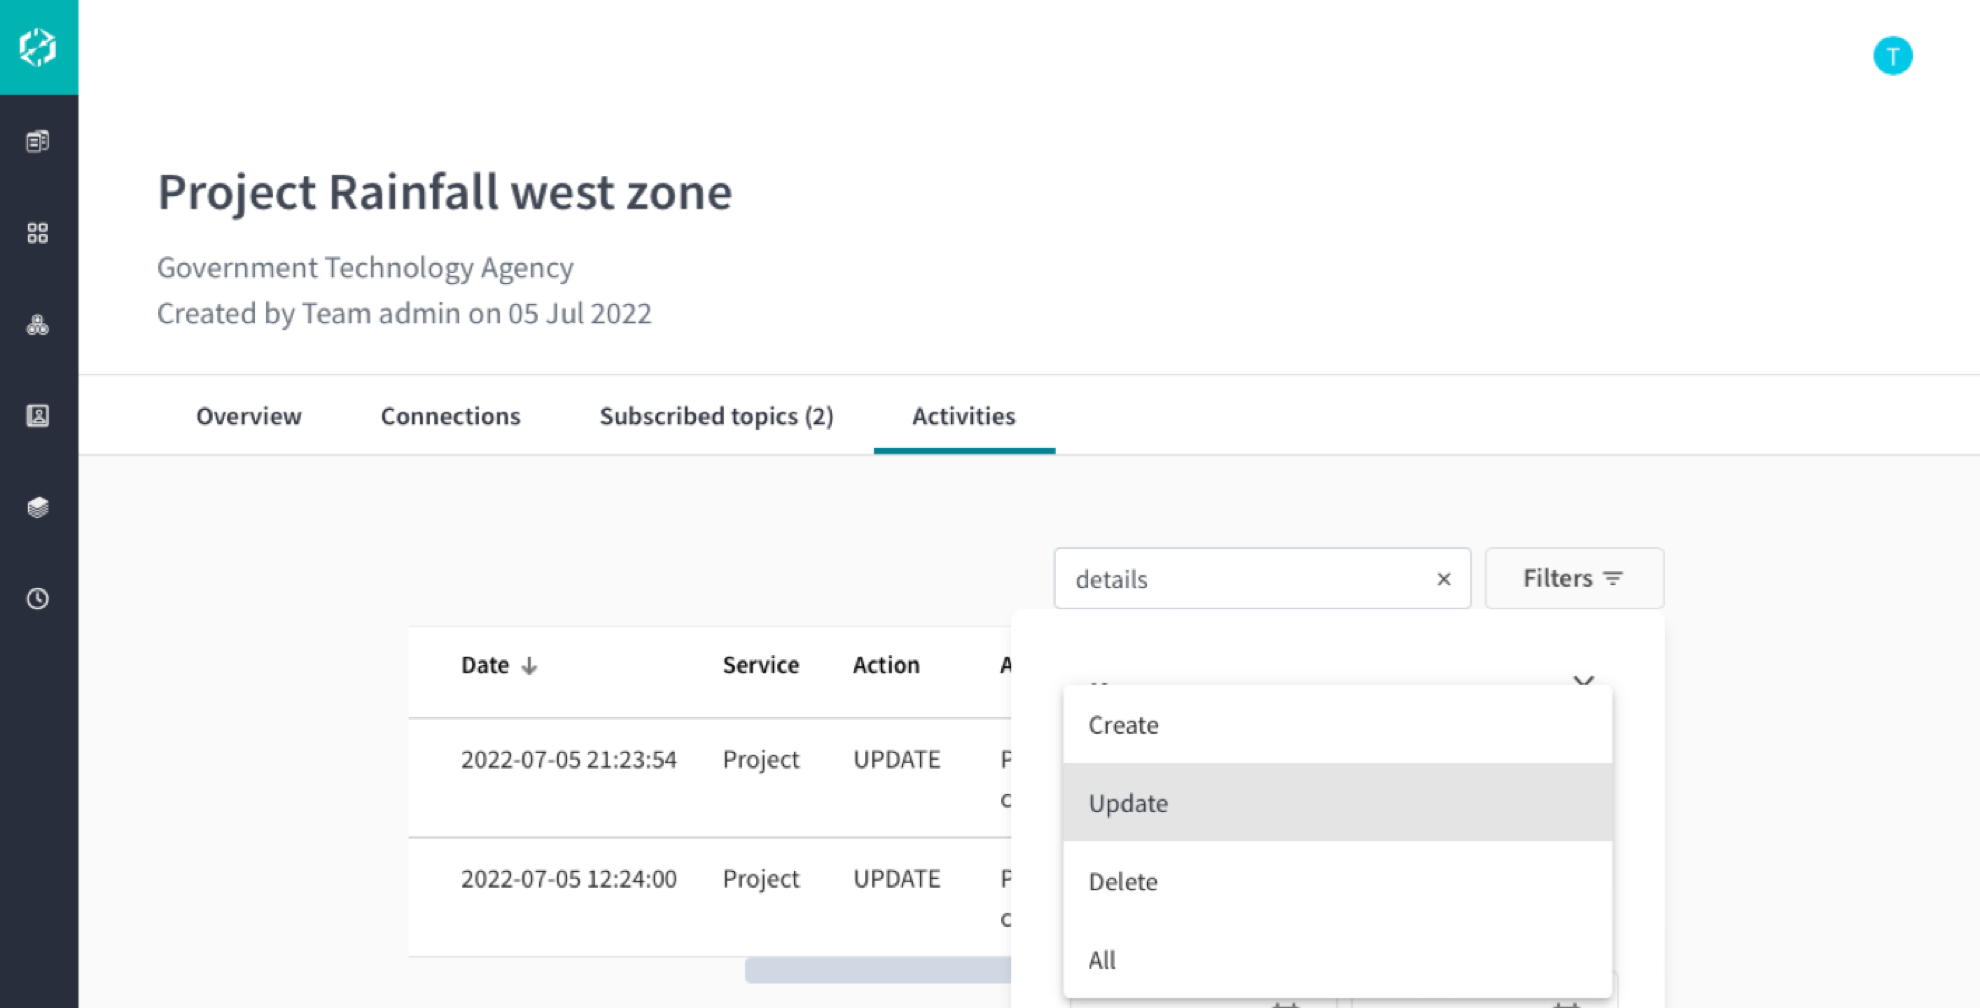 T
Project Rainfall west zone
Government Technology Agency
Created by Team admin on 05 Jul 2022
Overview Connections Subscribed topics (2) Activities
details × Filters
Date ↓ Service Action A
2022-07-05 21:23:54 Project UPDATE P
2022-07-05 12:24:00 Project UPDATE P
Create
Update
Delete
All